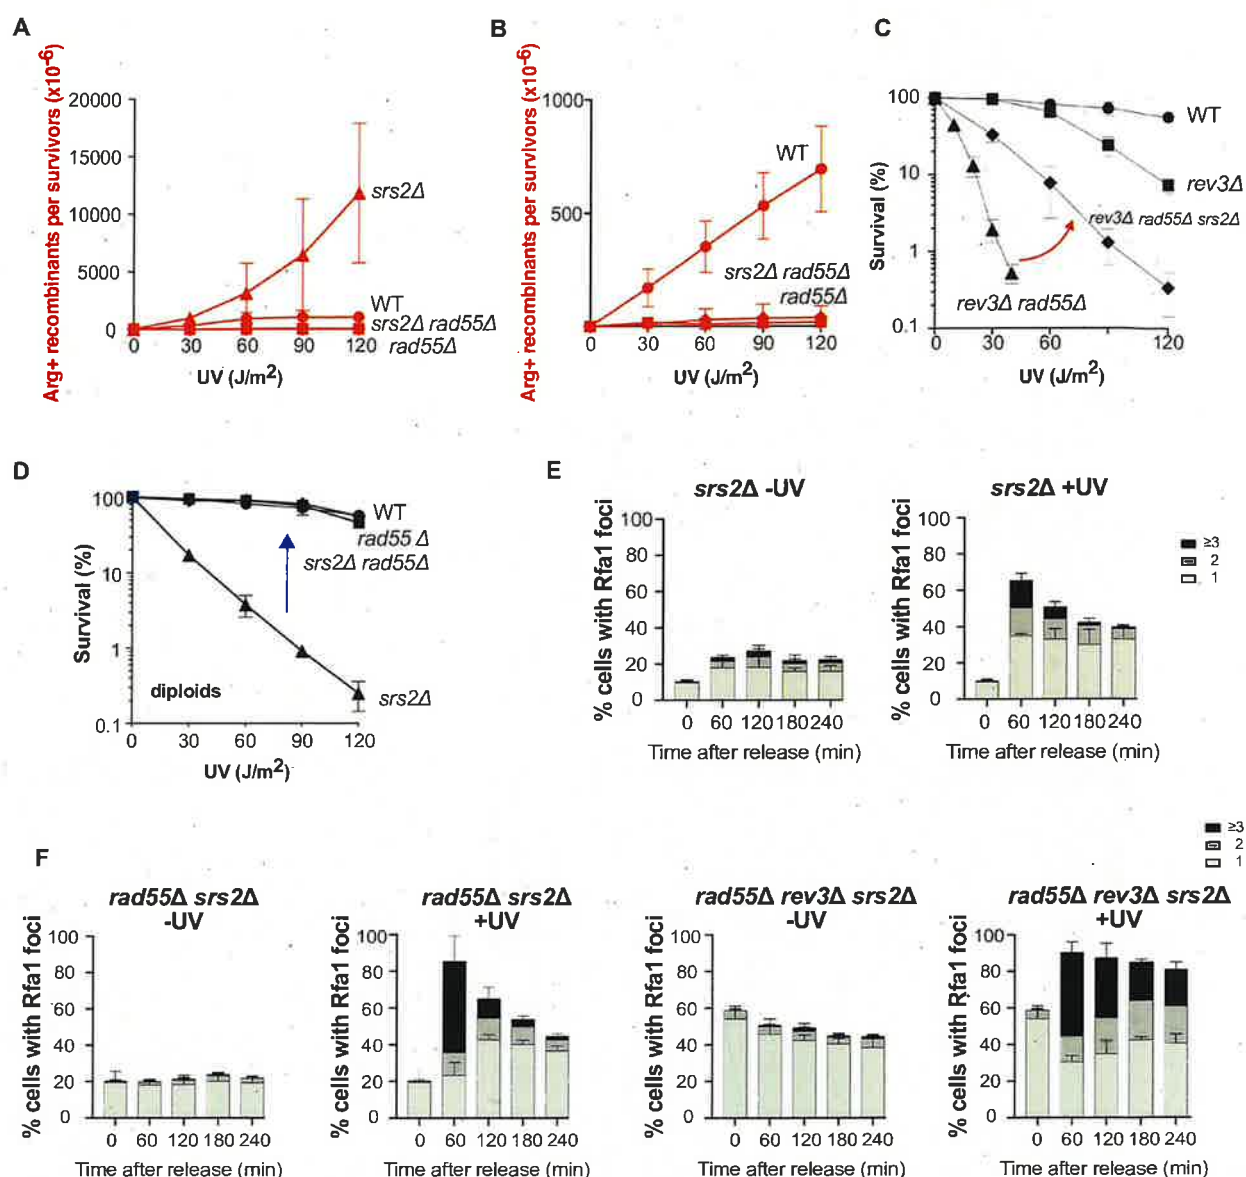 A
Arg+ recombinants per survivors (x10-6)
20000
15000
10000
5000
0
0 30 60 90 120
UV (J/m2)
srs2Δ
WT
srs2Δ rad55Δ
rad55Δ
B
Arg+ recombinants per survivors (x10-6)
1000
500
0 30 60 90 120
UV (J/m2)
WT
srs2Δ rad55Δ
rad55Δ
C
Survival (%)
100
10
1
0.1
0 30 60 120
UV (J/m2)
WT
rev3Δ
rev3Δ rad55Δ srs2Δ
rev3Δ rad55Δ
D
Survival (%)
100
10
1
0.1
0 30 60 90 120
UV (J/m2)
WT
rad55 Δ
srs2Δ rad55Δ
srs2Δ
diploids
E
srs2Δ -UV
% cells with Rfa1 foci
100
80
60
40
20
0
0 60 120 180 240
Time after release (min)
srs2Δ +UV
% cells with Rfa1 foci
100
80
60
40
20
0
0 60 120 180 240
Time after release (min)
≥3
2
1
F
≥3
2
1
rad55Δ srs2Δ
-UV
% cells with Rfa1 foci
100
80
60
40
20
0
0 60 120 180 240
Time after release (min)
rad55Δ srs2Δ
+UV
% cells with Rfa1 foci
100
80
60
40
20
0
0 60 120 180 240
Time after release (min)
rad55Δ rev3Δ srs2Δ
-UV
% cells with Rfa1 foci
100
80
60
40
20
0
0 60 120 180 240
Time after release (min)
rad55Δ rev3Δ srs2Δ
+UV
% cells with Rfa1 foci
100
80
60
40
20
0
0 60 120 180 240
Time after release (min)